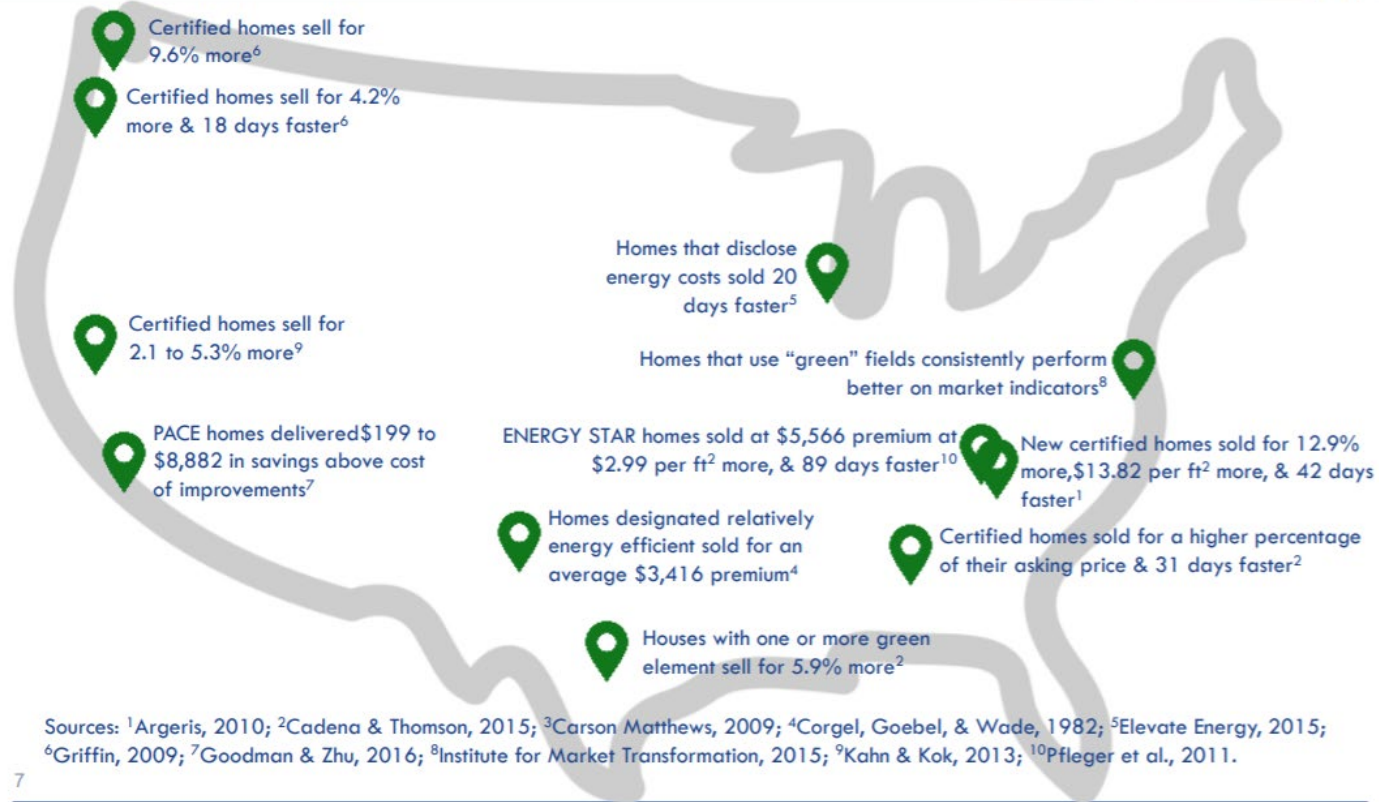 Certified homes sell for
9.6% more⁶
Certified homes sell for 4.2%
more & 18 days faster⁶
Homes that disclose
energy costs sold 20
days faster⁵
Certified homes sell for
2.1 to 5.3% more⁹
Homes that use “green” fields consistently perform
better on market indicators⁸
PACE homes delivered$199 to
$8,882 in savings above cost
of improvements⁷
ENERGY STAR homes sold at $5,566 premium at
$2.99 per ft² more, & 89 days faster¹⁰
New certified homes sold for 12.9%
more,$13.82 per ft² more, & 42 days
faster¹
Homes designated relatively
energy efficient sold for an
average $3,416 premium⁴
Certified homes sold for a higher percentage
of their asking price & 31 days faster²
Houses with one or more green
element sell for 5.9% more²
Sources: ¹Argeris, 2010; ²Cadena & Thomson, 2015; ³Carson Matthews, 2009; ⁴Corgel, Goebel, & Wade, 1982; ⁵Elevate Energy, 2015;
⁶Griffin, 2009; ⁷Goodman & Zhu, 2016; ⁸Institute for Market Transformation, 2015; ⁹Kahn & Kok, 2013; ¹⁰Pfleger et al., 2011.
7